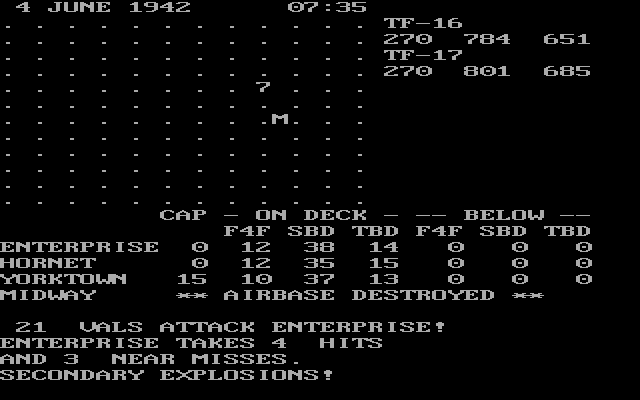 4 JUNE 1942 07:35
TF-16
270 784 651
TF-17
270 801 685
7
M
CAP - ON DECK - -- BELOW --
F4F SBD TBD F4F SBD TBD
ENTERPRISE 0 12 38 14 0 0 0
HORNET 0 12 35 15 0 0 0
YORKTOWN 15 10 37 13 0 0 0
MIDWAY ** AIRBASE DESTROYED **
21 VALS ATTACK ENTERPRISE!
ENTERPRISE TAKES 4 HITS
AND 3 NEAR MISSES.
SECONDARY EXPLOSIONS!